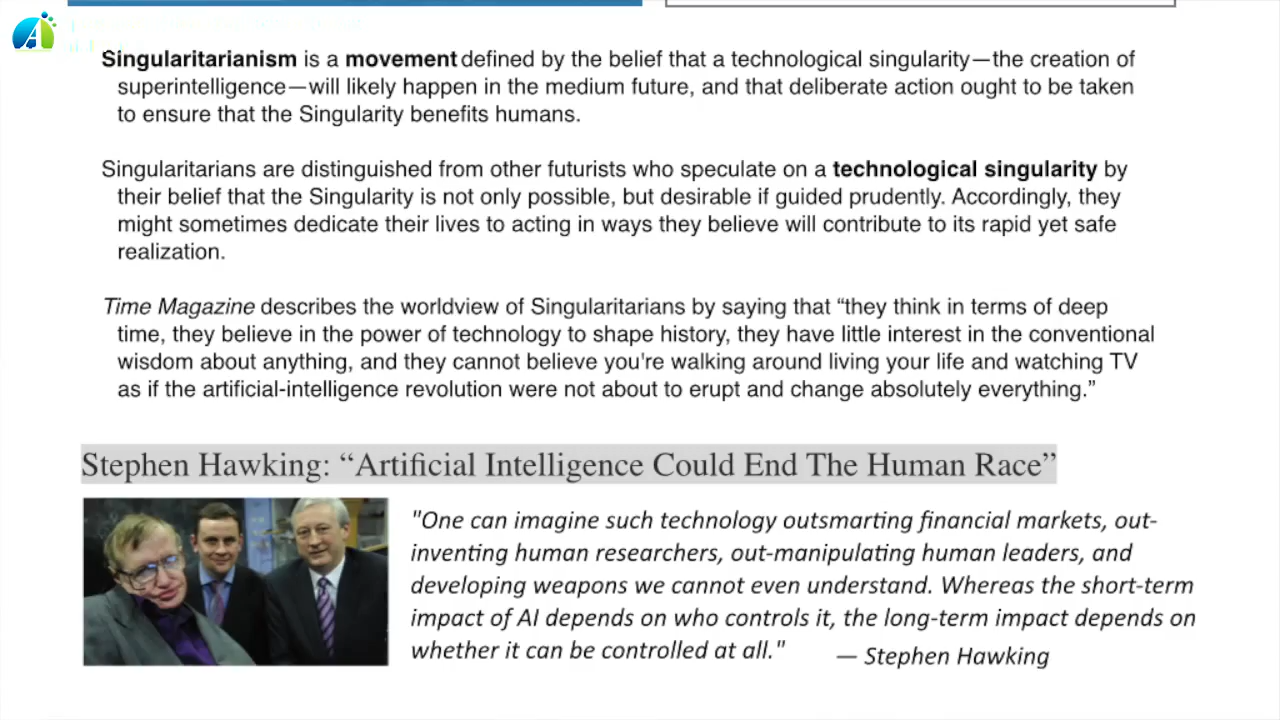 Singularitarianism is a movement defined by the belief that a technological singularity—the creation of
superintelligence—will likely happen in the medium future, and that deliberate action ought to be taken
to ensure that the Singularity benefits humans.
Singularitarians are distinguished from other futurists who speculate on a technological singularity by
their belief that the Singularity is not only possible, but desirable if guided prudently. Accordingly, they
might sometimes dedicate their lives to acting in ways they believe will contribute to its rapid yet safe
realization.
Time Magazine describes the worldview of Singularitarians by saying that “they think in terms of deep
time, they believe in the power of technology to shape history, they have little interest in the conventional
wisdom about anything, and they cannot believe you're walking around living your life and watching TV
as if the artificial-intelligence revolution were not about to erupt and change absolutely everything.”
Stephen Hawking: “Artificial Intelligence Could End The Human Race”
"One can imagine such technology outsmarting financial markets, out-
inventing human researchers, out-manipulating human leaders, and
developing weapons we cannot even understand. Whereas the short-term
impact of AI depends on who controls it, the long-term impact depends on
whether it can be controlled at all."
— Stephen Hawking